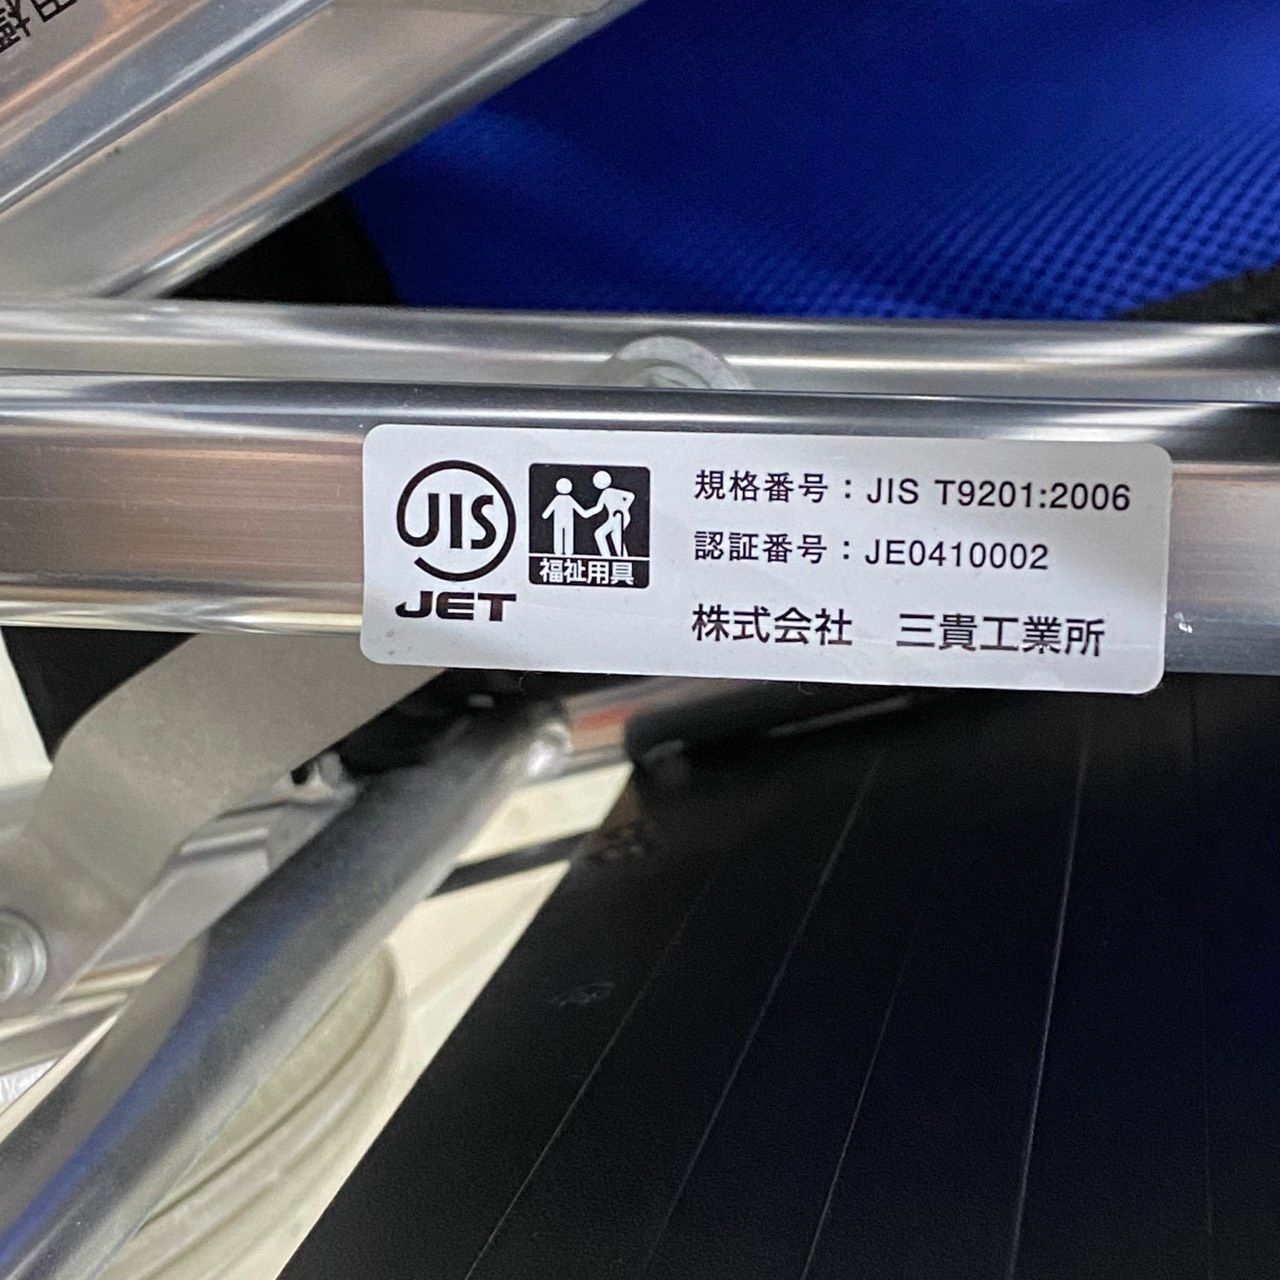 JIS
JET
福祉用具
規格番号：JIS T9201:2006
認証番号：JE0410002
株式会社　三貴工業所